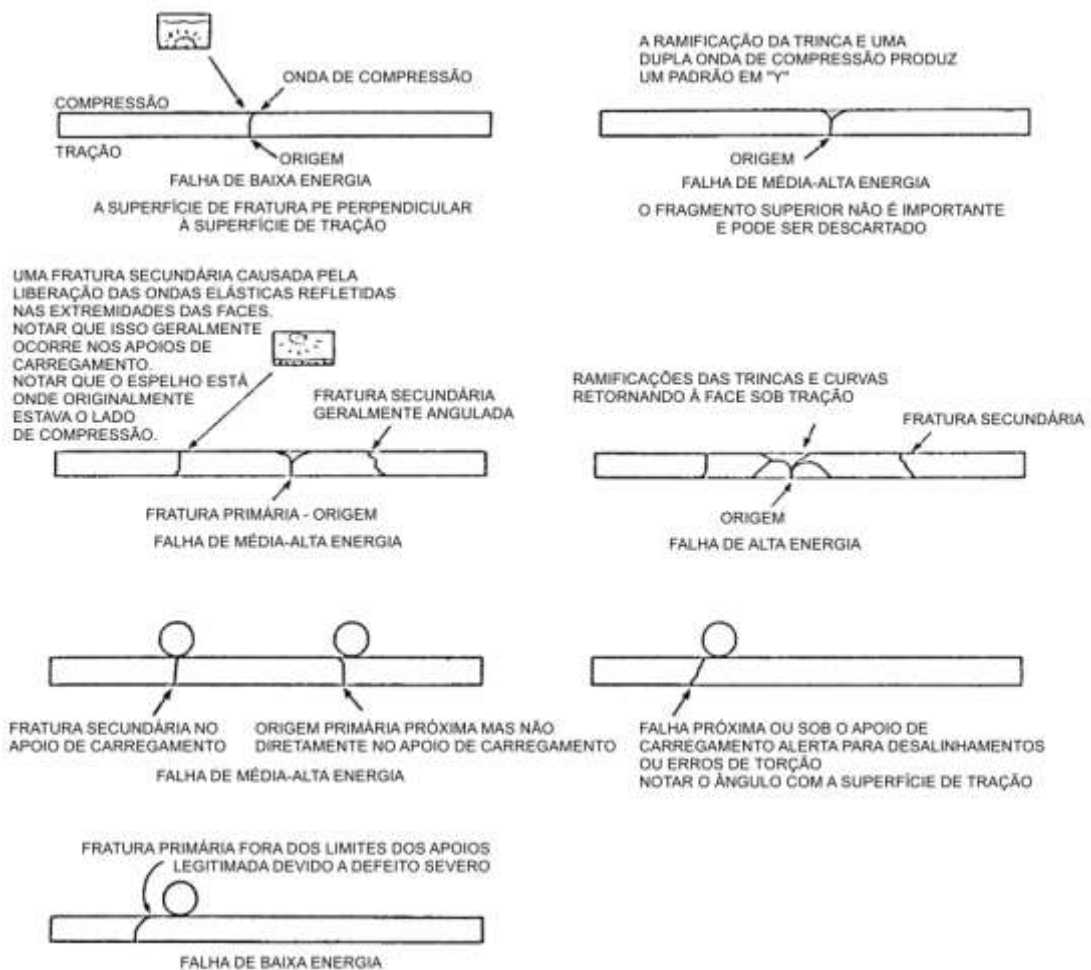 ONDA DE COMPRESSÃO
COMPRESSÃO
TRAÇÃO
ORIGEM
FALHA DE BAIXA ENERGIA
A SUPERFÍCIE DE FRATURA PE PERPENDICULAR
À SUPERFÍCIE DE TRAÇÃO
A RAMIFICAÇÃO DA TRINCA E UMA
DUPLA ONDA DE COMPRESSÃO PRODUZ
UM PADRÃO EM "Y"
ORIGEM
FALHA DE MÉDIA-ALTA ENERGIA
O FRAGMENTO SUPERIOR NÃO É IMPORTANTE
E PODE SER DESCARTADO
UMA FRATURA SECUNDÁRIA CAUSADA PELA
LIBERAÇÃO DAS ONDAS ELÁSTICAS REFLETIDAS
NAS EXTREMIDADES DAS FACES.
NOTAR QUE ISSO GERALMENTE
OCORRE NOS APOIOS DE
CARREGAMENTO.
NOTAR QUE O ESPELHO ESTÁ
ONDE ORIGINALMENTE
ESTAVA O LADO
DE COMPRESSÃO.
FRATURA SECUNDÁRIA
GERALMENTE ANGULADA
FRATURA PRIMÁRIA - ORIGEM
FALHA DE MÉDIA-ALTA ENERGIA
RAMIFICAÇÕES DAS TRINCAS E CURVAS
RETORNANDO À FACE SOB TRAÇÃO
FRATURA SECUNDÁRIA
ORIGEM
FALHA DE ALTA ENERGIA
FRATURA SECUNDÁRIA NO
APOIO DE CARREGAMENTO
ORIGEM PRIMÁRIA PRÓXIMA MAS NÃO
DIRETAMENTE NO APOIO DE CARREGAMENTO
FALHA DE MÉDIA-ALTA ENERGIA
FALHA PRÓXIMA OU SOB O APOIO DE
CARREGAMENTO ALERTA PARA DESALINHAMENTOS
OU ERROS DE TORÇÃO
NOTAR O ÂNGULO COM A SUPERFÍCIE DE TRAÇÃO
FRATURA PRIMÁRIA FORA DOS LIMITES DOS APOIOS
LEGITIMADA DEVIDO A DEFEITO SEVERO
FALHA DE BAIXA ENERGIA